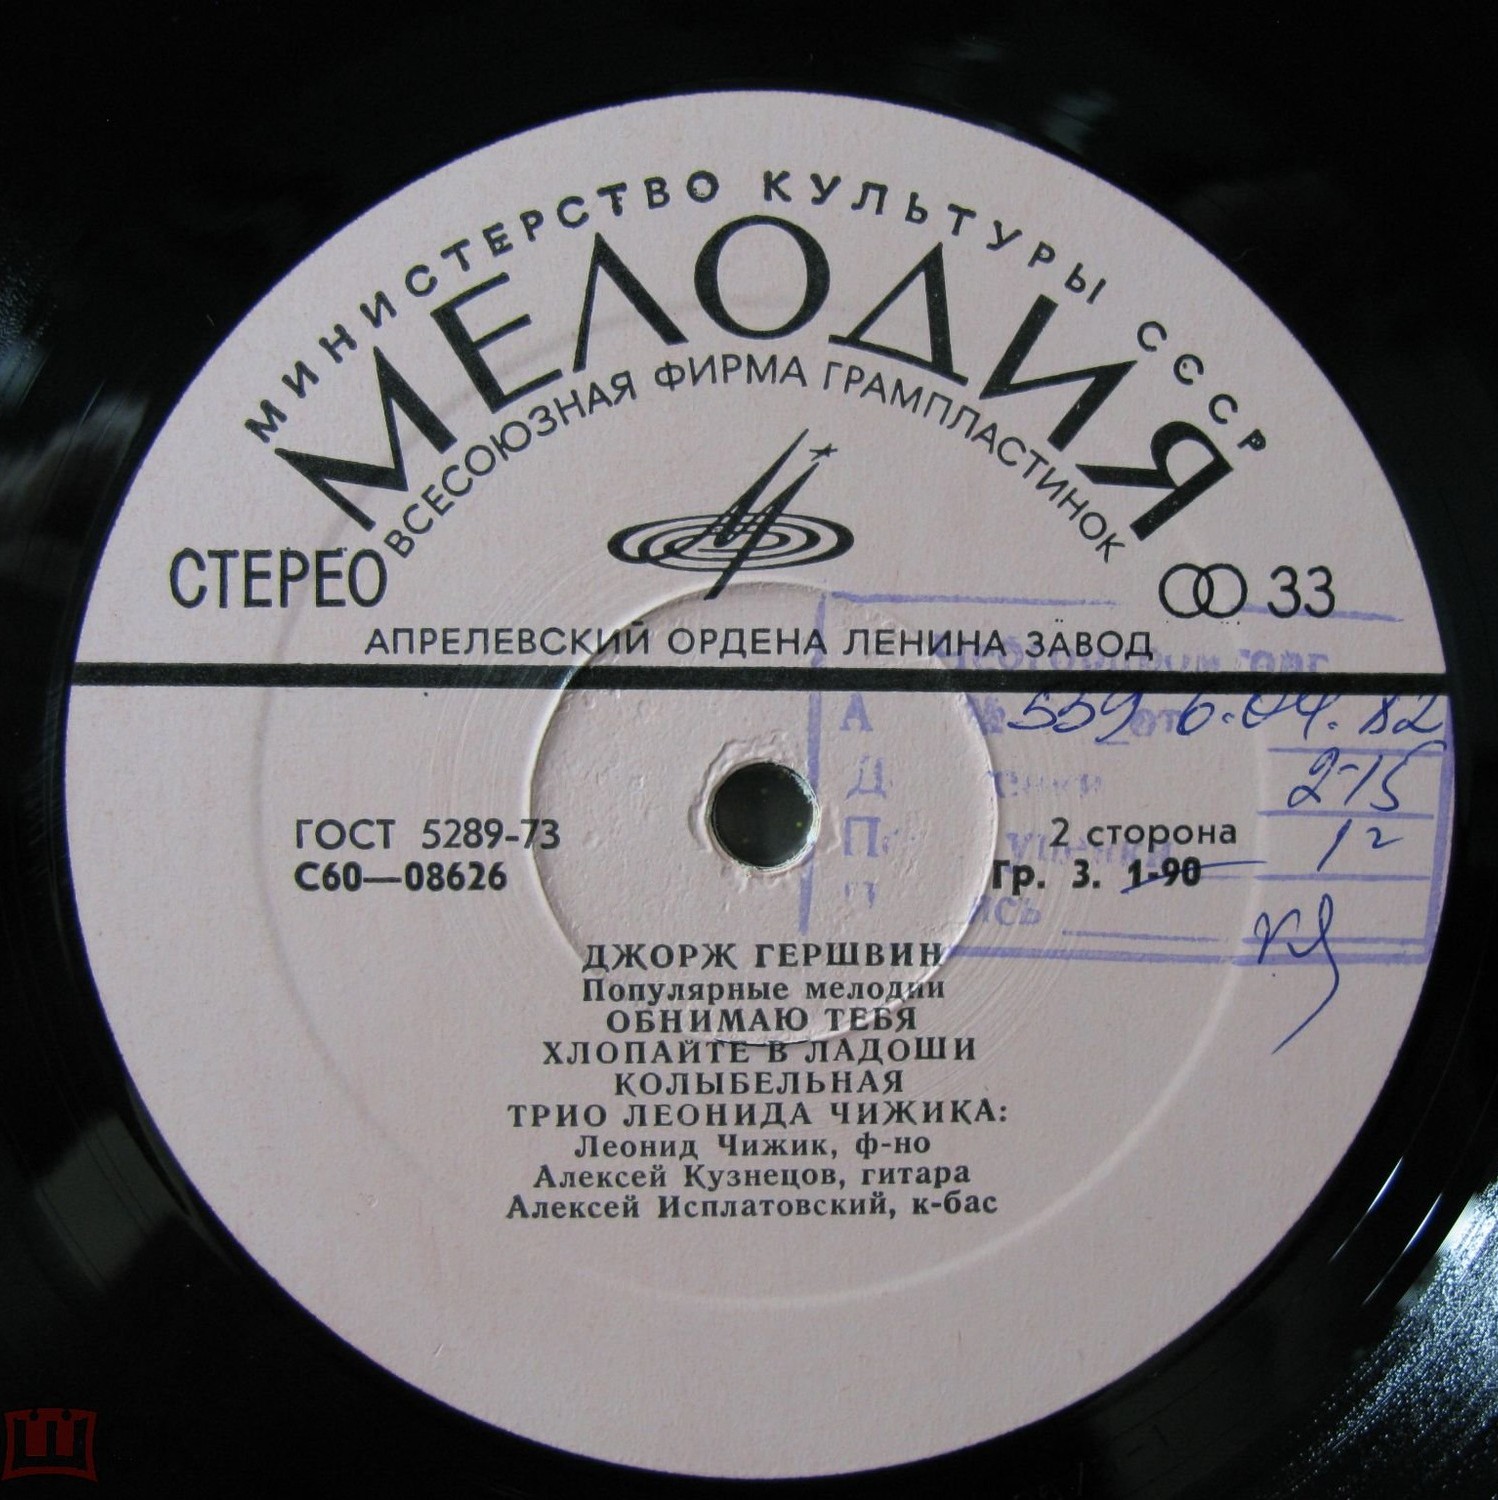 МИНИСТЕРСТВО КУЛЬТУРЫ СССР
МЕЛОДИЯ
ВСЕСОЮЗНАЯ ФИРМА ГРАМПЛАСТИНОК
СТЕРЕО
33
АПРЕЛЕВСКИЙ ОРДЕНА ЛЕНИНА ЗАВОД
559 6.04.82
2-15
ГОСТ 5289-73
2 сторона
С60—08626
Гр. 3. 1-90
ДЖОРЖ ГЕРШВИН
Популярные мелодии
ОБНИМАЮ ТЕБЯ
ХЛОПАЙТЕ В ЛАДОШИ
КОЛЫБЕЛЬНАЯ
ТРИО ЛЕОНИДА ЧИЖИКА:
Леонид Чижик, ф-но
Алексей Кузнецов, гитара
Алексей Исплатовский, к-бас